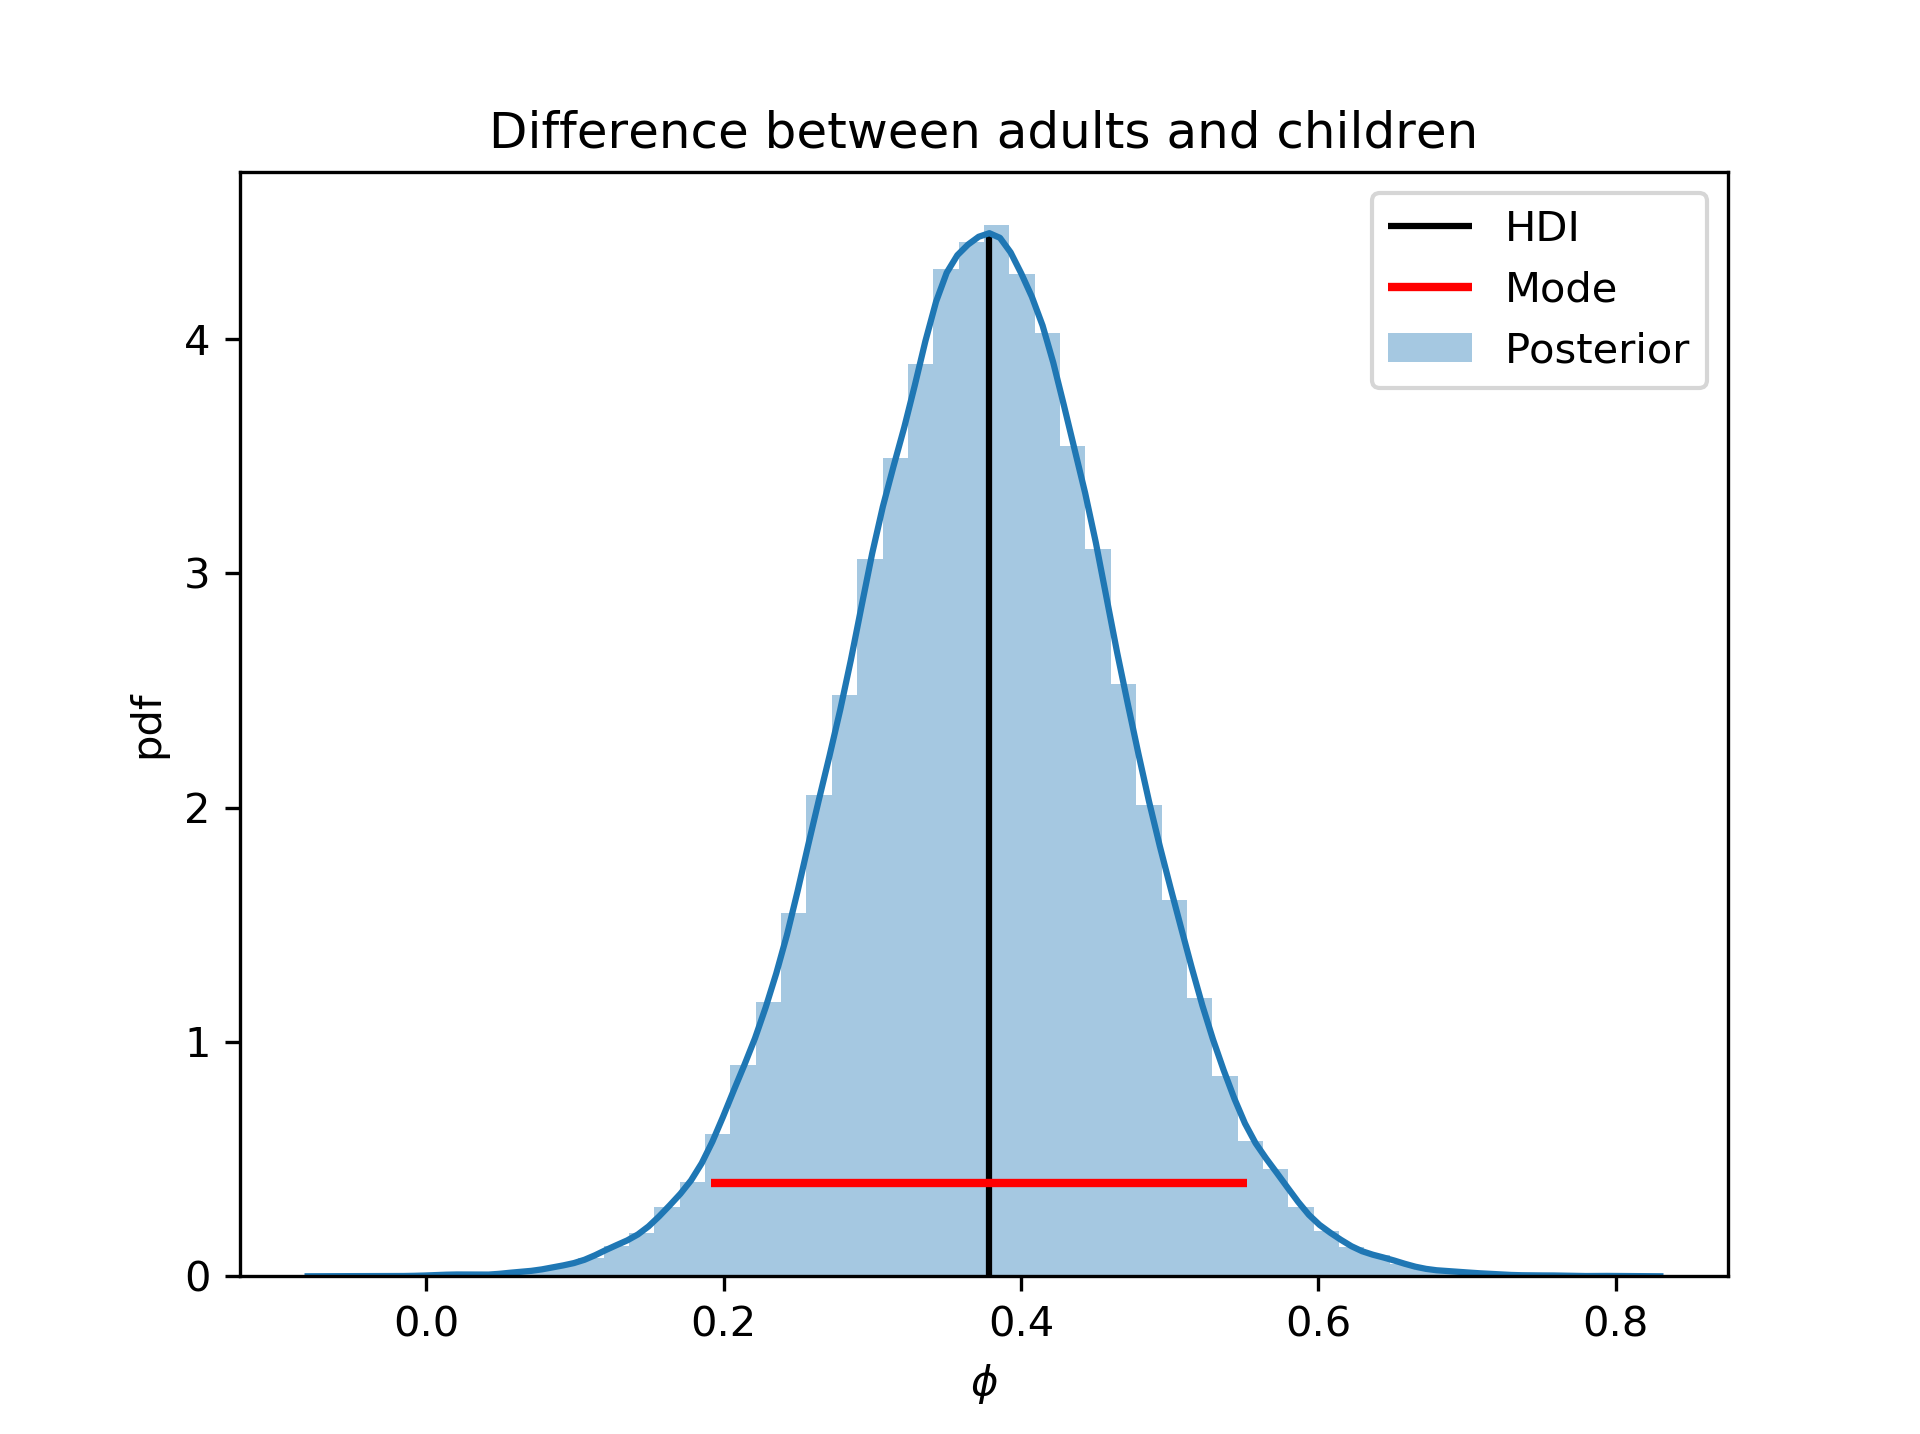 Difference between adults and children
HDI
Mode
Posterior
4
3
2
1
0
pdf
0.0 0.2 0.4 0.6 0.8
ϕ